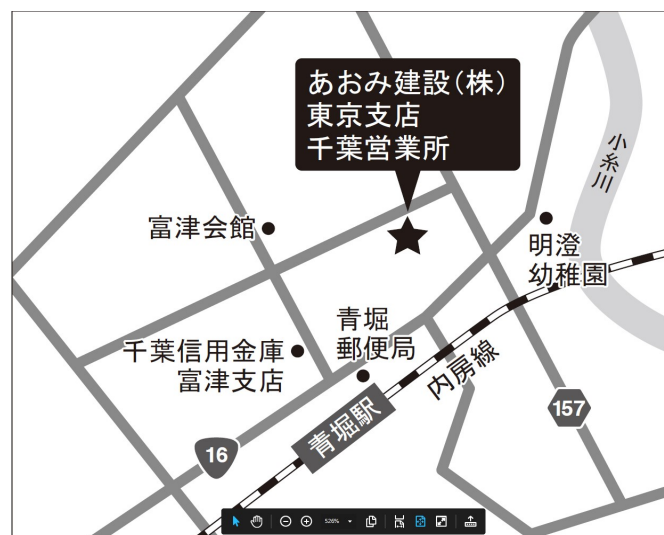 あおみ建設(株)
東京支店
千葉営業所
小糸川
富津会館
明澄
幼稚園
青堀
郵便局
千葉信用金庫
富津支店
内房線
157
青堀駅
16
526%